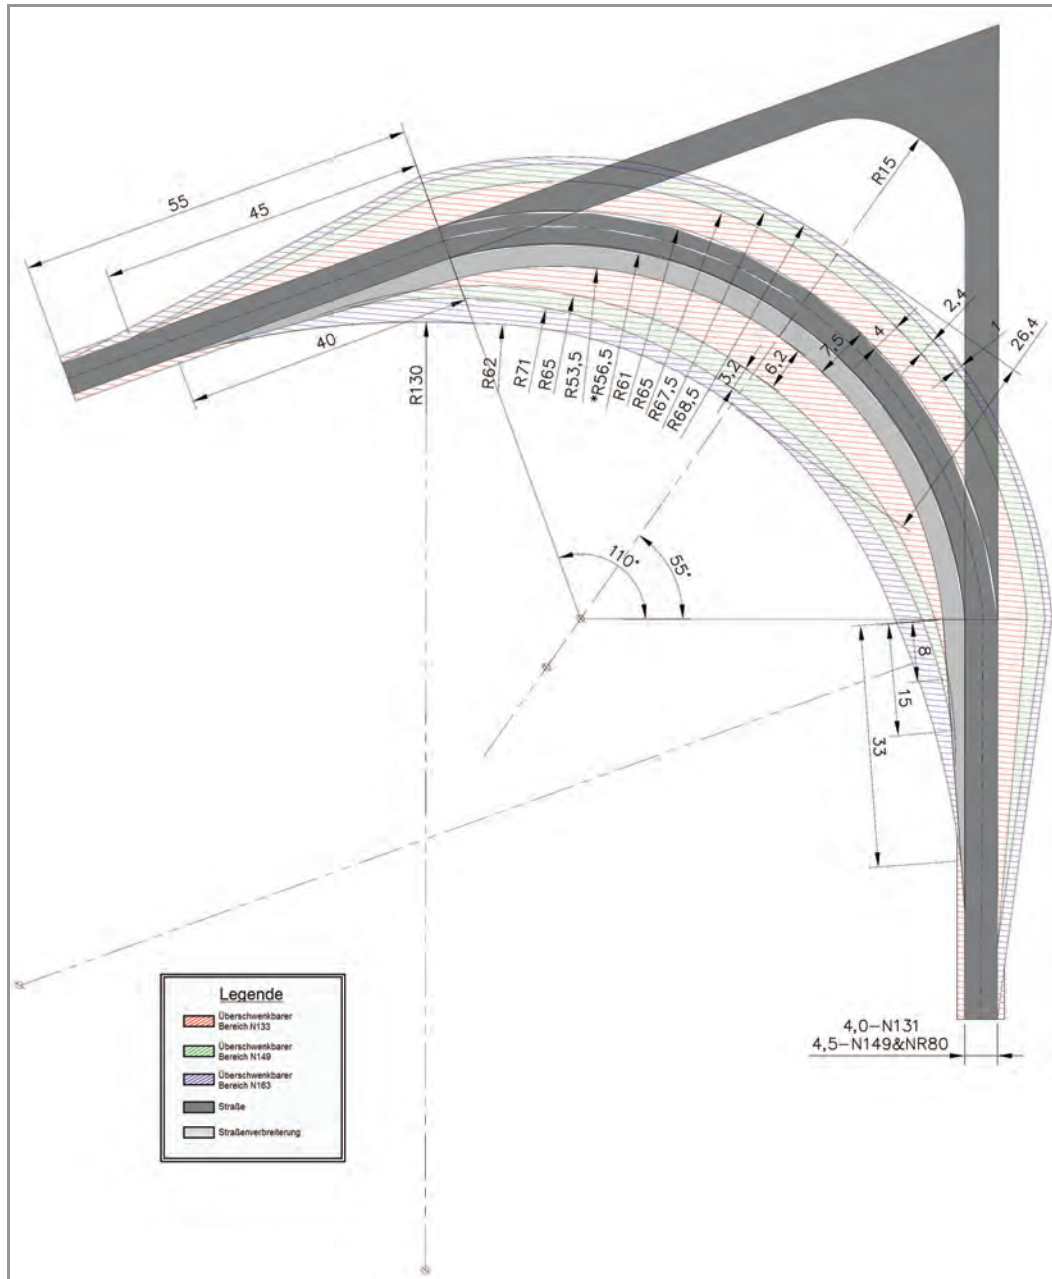 55
45
40
R15
2,4
4
1
26,4
7,5
6,2
3,2
R130
R62
R71
R65
R53,5
*R56,5
R61
R65
R67,5
R68,5
110°
55°
8
15
33
4,0-N131
4,5-N149&NR80
Legende
Überschwenkbarer
Bereich N133
Überschwenkbarer
Bereich N149
Überschwenkbarer
Bereich N163
Straße
Straßenverbreiterung